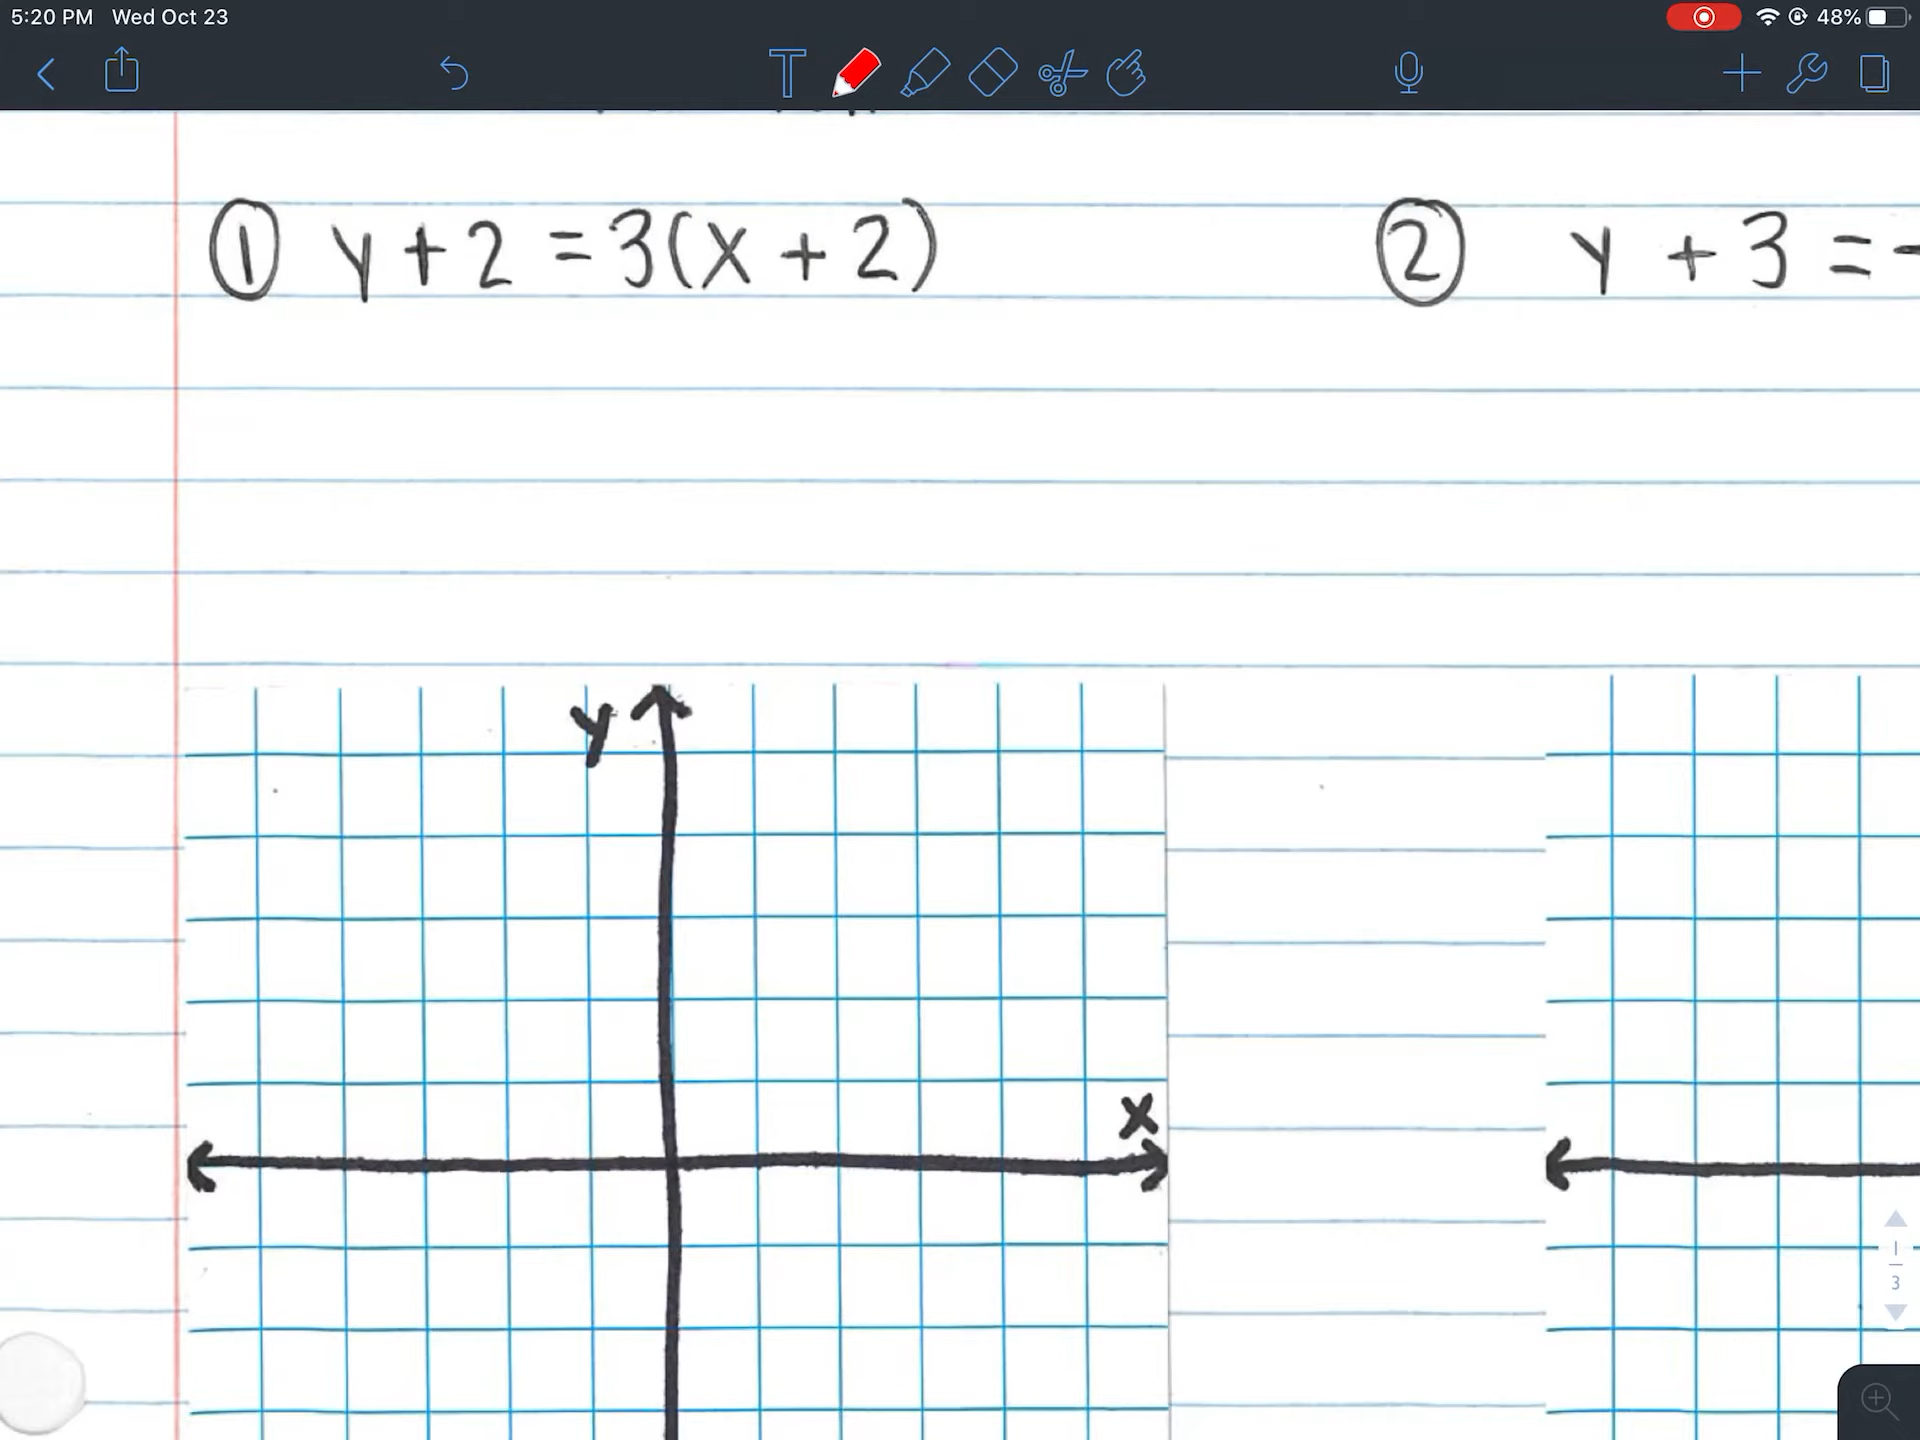 5:20 PM Wed Oct 23
48%
T
① y + 2 = 3(x + 2)
② y + 3 =
y
x
1
3